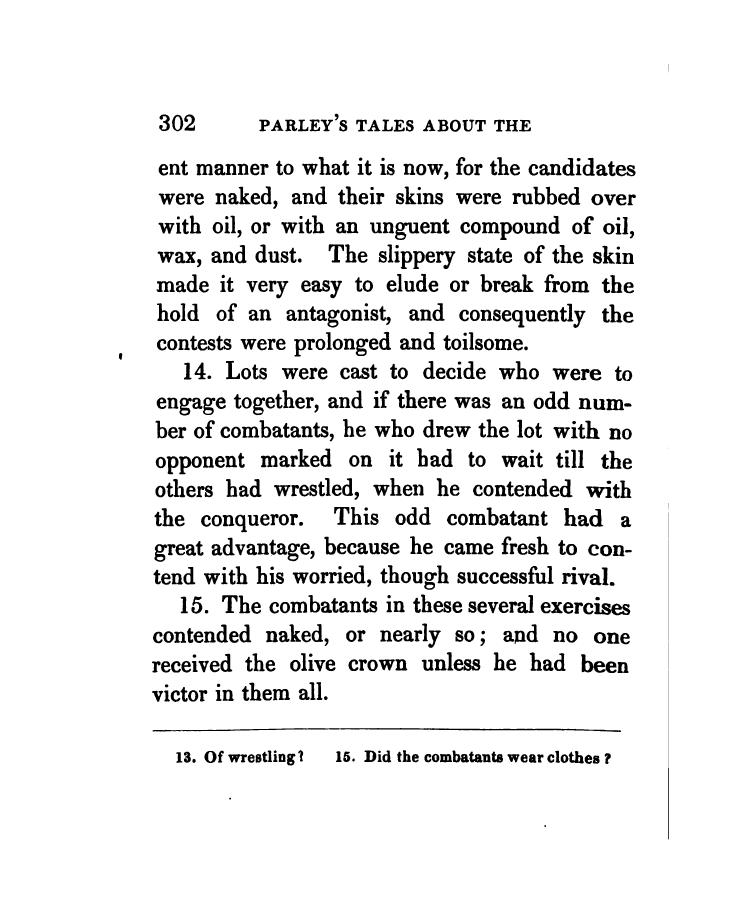 302 PARLEY'S TALES ABOUT THE
ent manner to what it is now, for the candidates
were naked, and their skins were rubbed over
with oil, or with an unguent compound of oil,
wax, and dust. The slippery state of the skin
made it very easy to elude or break from the
hold of an antagonist, and consequently the
contests were prolonged and toilsome.
14. Lots were cast to decide who were to
engage together, and if there was an odd num-
ber of combatants, he who drew the lot with no
opponent marked on it had to wait till the
others had wrestled, when he contended with
the conqueror. This odd combatant had a
great advantage, because he came fresh to con-
tend with his worried, though successful rival.
15. The combatants in these several exercises
contended naked, or nearly so; and no one
received the olive crown unless he had been
victor in them all.
13. Of wrestling? 15. Did the combatants wear clothes?